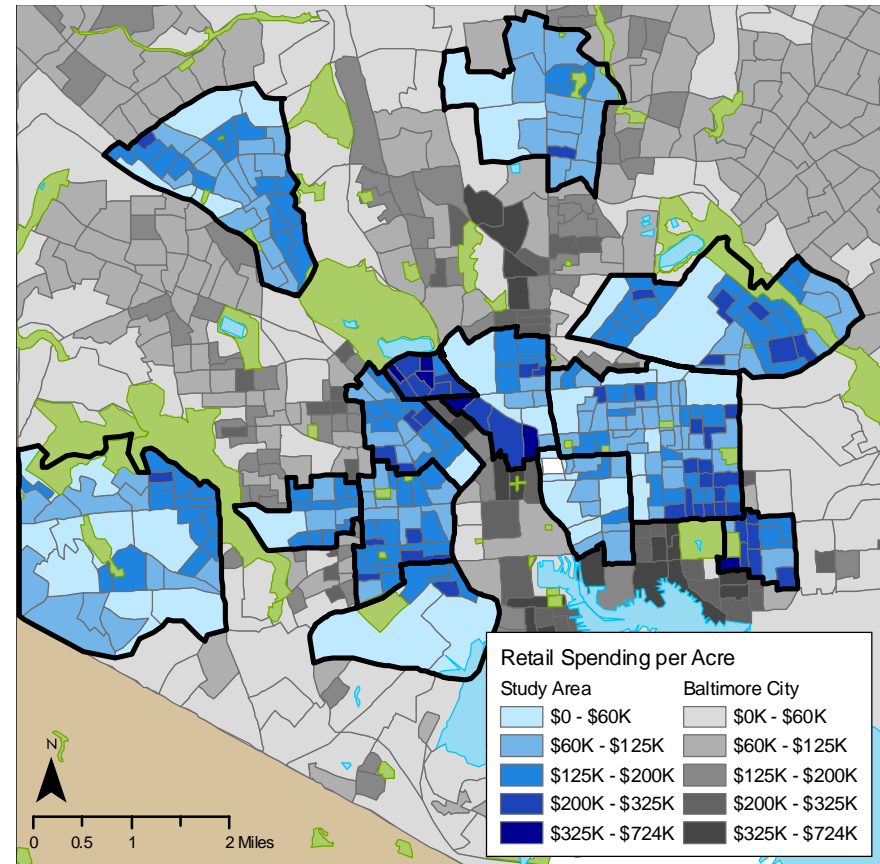 Retail Spending per Acre
Study Area Baltimore City
$0 - $60K $0K - $60K
$60K - $125K $60K - $125K
$125K - $200K $125K - $200K
$200K - $325K $200K - $325K
$325K - $724K $325K - $724K
N
0 0.5 1 2 Miles